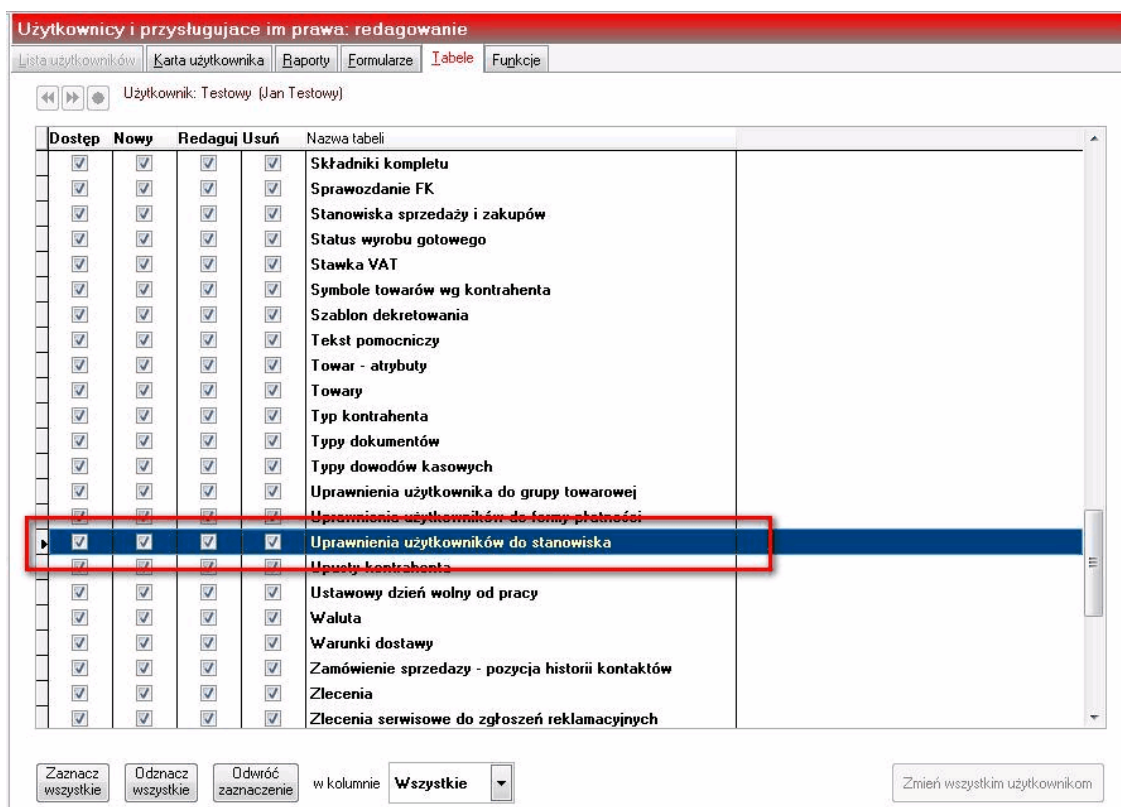 Użytkownicy i przysługujace im prawa: redagowanie
Lista użytkowników Karta użytkownika Raporty Formularze Tabele Funkcje
Użytkownik: Testowy (Jan Testowy)
Dostęp Nowy Redaguj Usuń Nazwa tabeli
Składniki kompletu
Sprawozdanie FK
Stanowiska sprzedaży i zakupów
Status wyrobu gotowego
Stawka VAT
Symbole towarów wg kontrahenta
Szablon dekretowania
Tekst pomocniczy
Towar - atrybuty
Towary
Typ kontrahenta
Typy dokumentów
Typy dowodów kasowych
Uprawnienia użytkownika do grupy towarowej
Uprawnienia użytkowników do formy płatności
Uprawnienia użytkowników do stanowiska
Upusty kontrahenta
Ustawowy dzień wolny od pracy
Waluta
Warunki dostawy
Zamówienie sprzedazy - pozycja historii kontaktów
Zlecenia
Zlecenia serwisowe do zgłoszeń reklamacyjnych
Zaznacz wszystkie Odznacz wszystkie Odwróć zaznaczenie w kolumnie Wszystkie Zmień wszystkim użytkownikom